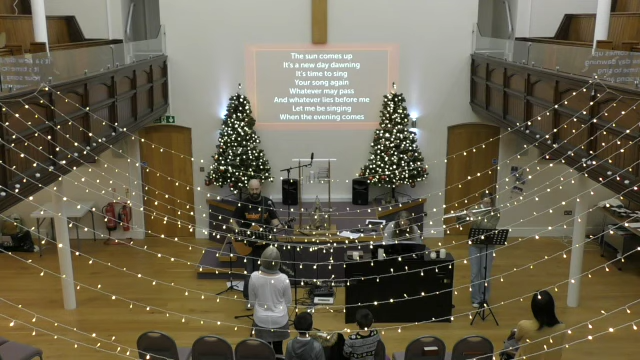 The sun comes up
It's a new day dawning
It's time to sing
Your song again
Whatever may pass
And whatever lies before me
Let me be singing
When the evening comes